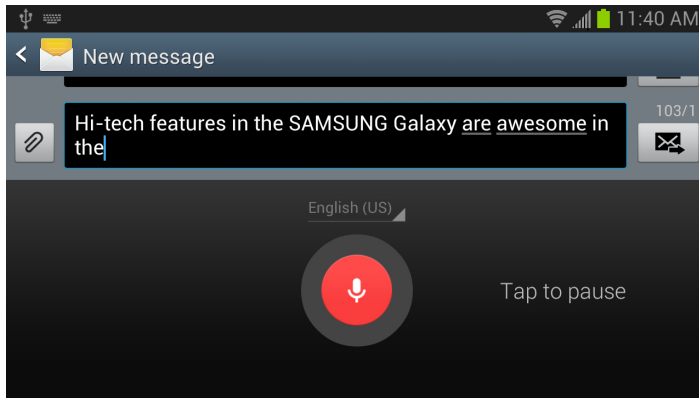 11:40 AM
New message
103/1
Hi-tech features in the SAMSUNG Galaxy are awesome in
the
English (US)
Tap to pause